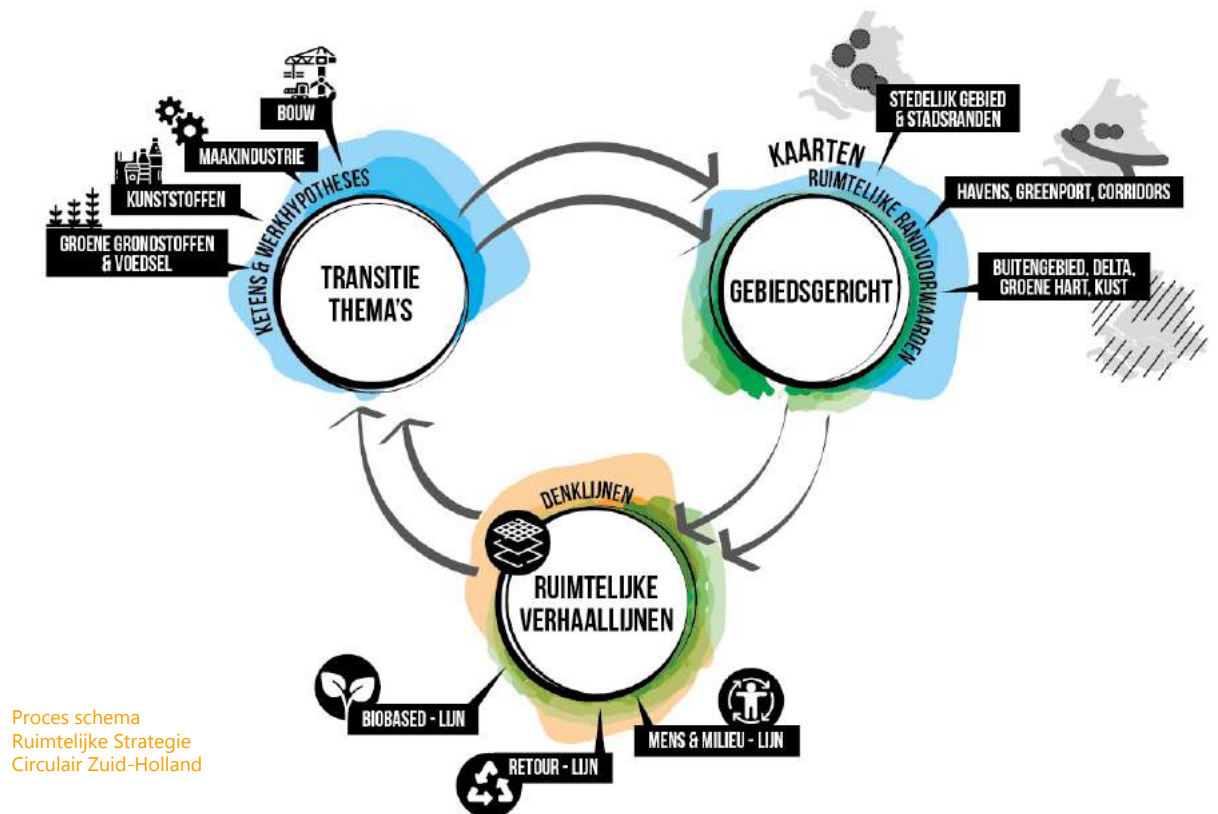 BOUW
MAAKINDUSTRIE
KUNSTSTOFFEN
GROENE GRONDSTOFFEN
& VOEDSEL
KETENS & WERKHYPOTHESES
TRANSITIE
THEMA'S
STEDELIJK GEBIED
& STADSRANDEN
KAARTEN
RUIMTELIJKE RANDVOORWAARDEN
HAVENS, GREENPORT, CORRIDORS
BUITENGEBIED, DELTA,
GROENE HART, KUST
GEBIEDSGERICHT
DENKLIJNEN
RUIMTELIJKE
VERHAALLIJNEN
BIOBASED - LIJN
RETOUR - LIJN
MENS & MILIEU - LIJN
Proces schema
Ruimtelijke Strategie
Circulair Zuid-Holland